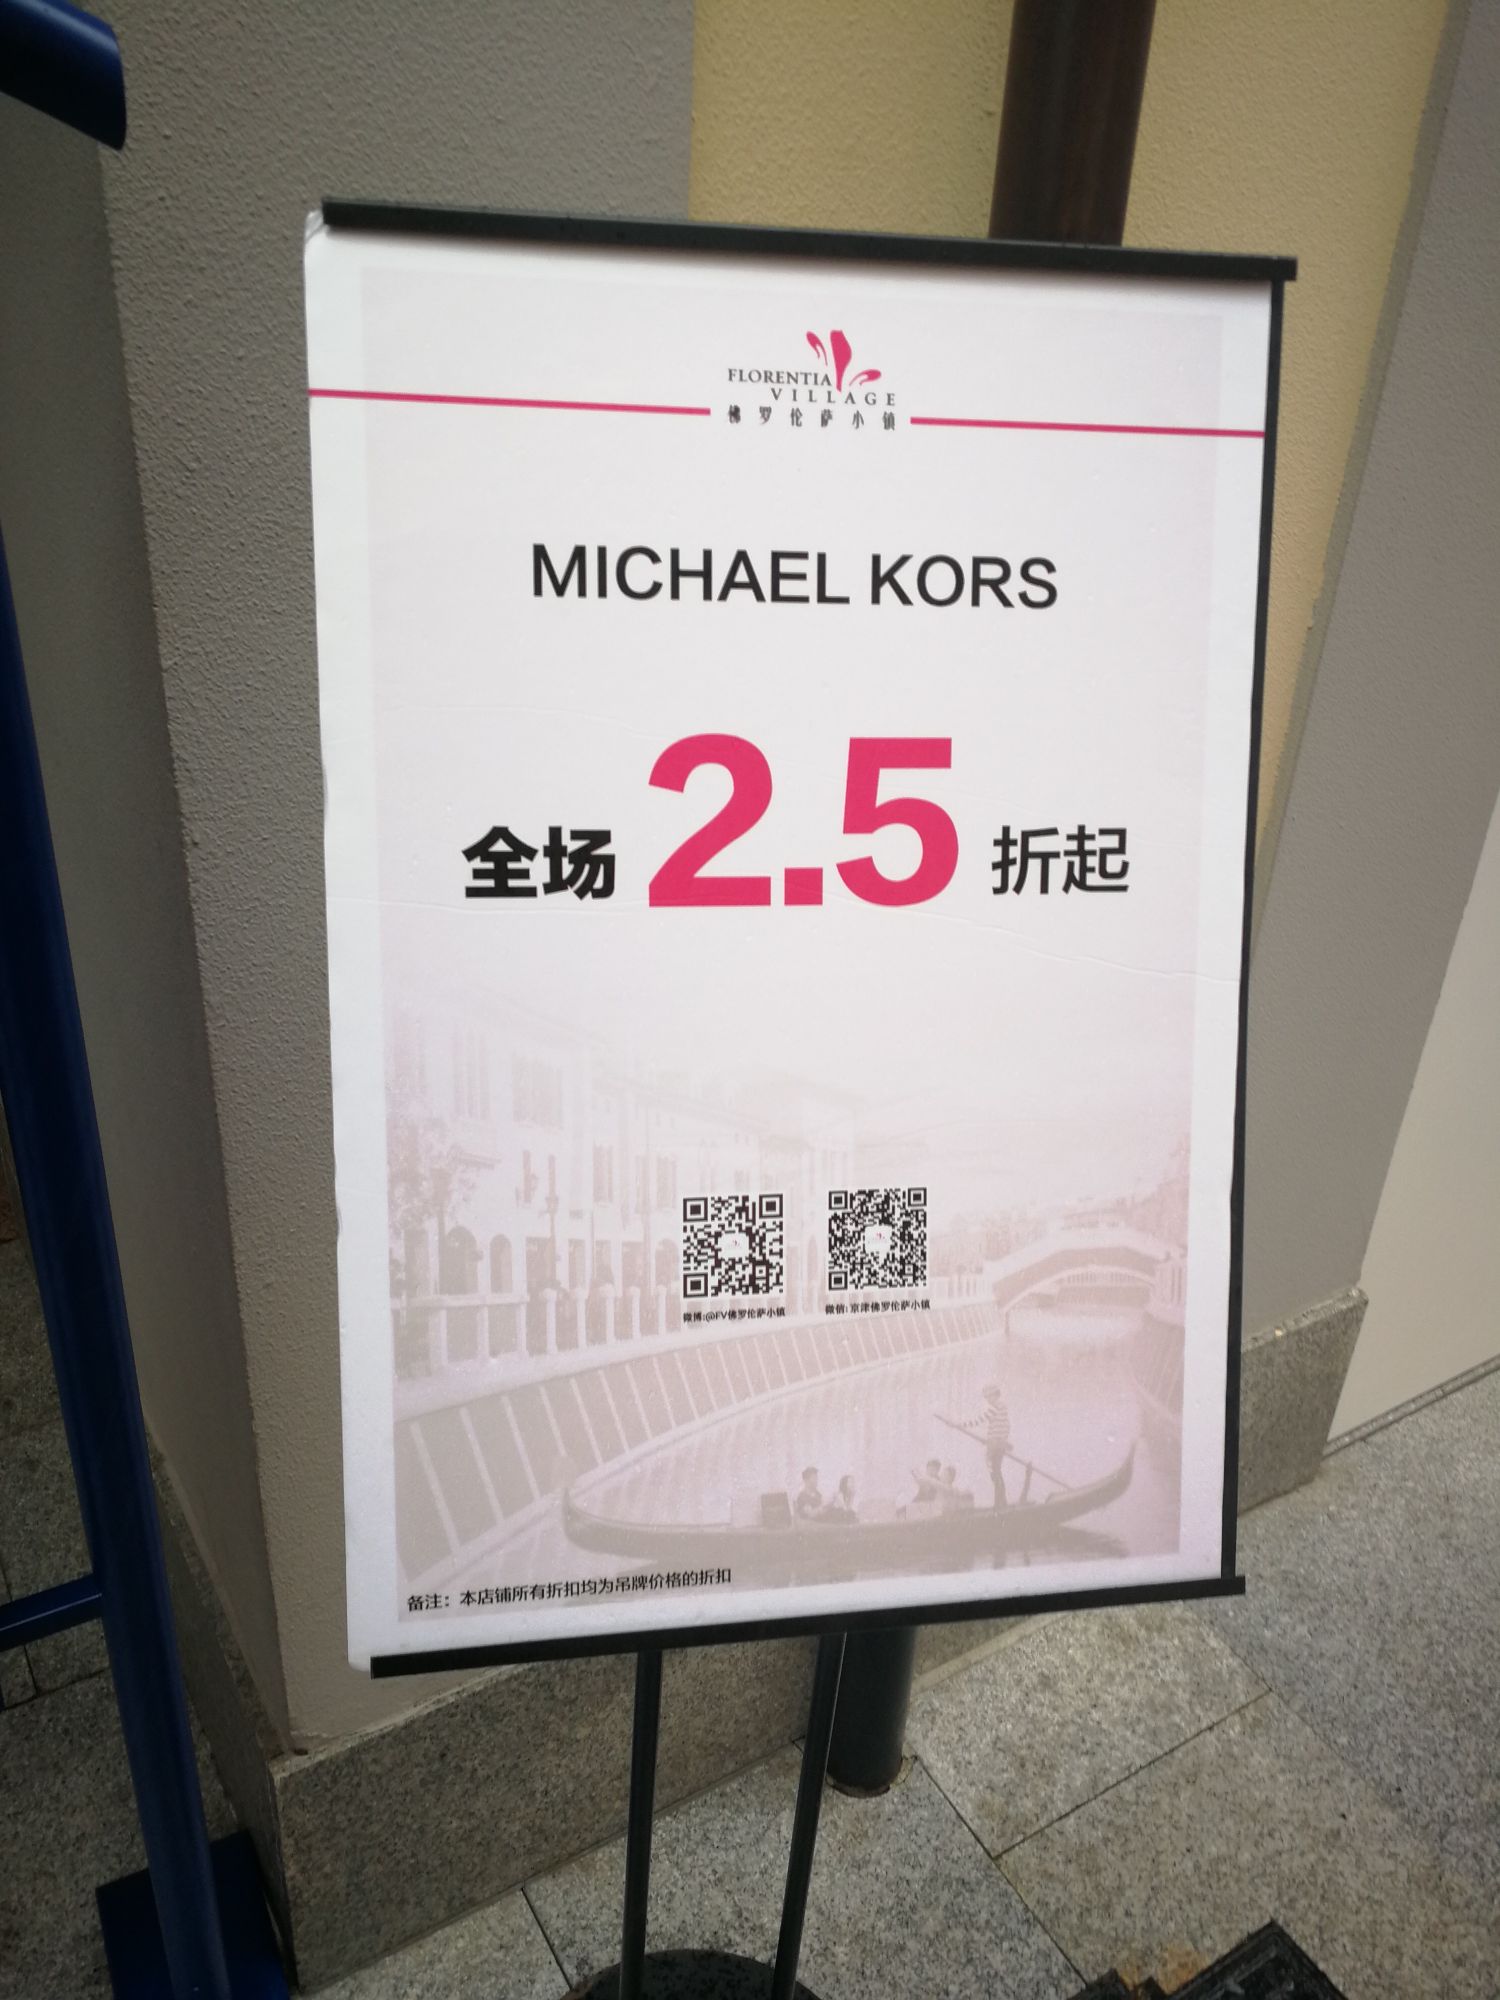 FLORENTIA
VILLAGE
佛罗伦萨小镇
MICHAEL KORS
全场 2.5 折起
微博:@FV佛罗伦萨小镇 微信:京津佛罗伦萨小镇
备注：本店铺所有折扣均为吊牌价格的折扣